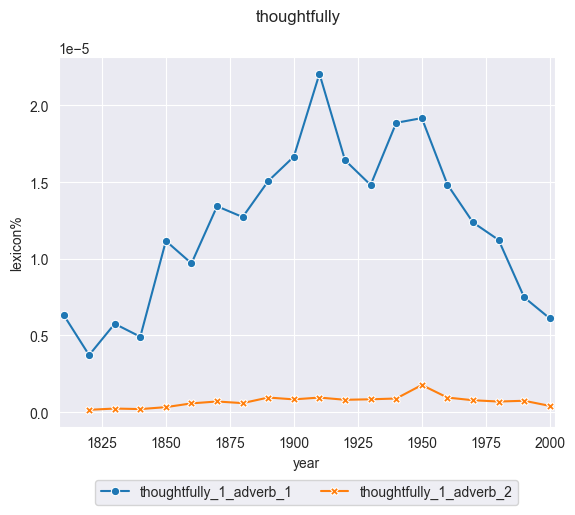 thoughtfully
1e−5
2.0
1.5
1.0
0.5
0.0
lexicon%
1825 1850 1875 1900 1925 1950 1975 2000
year
thoughtfully_1_adverb_1 thoughtfully_1_adverb_2